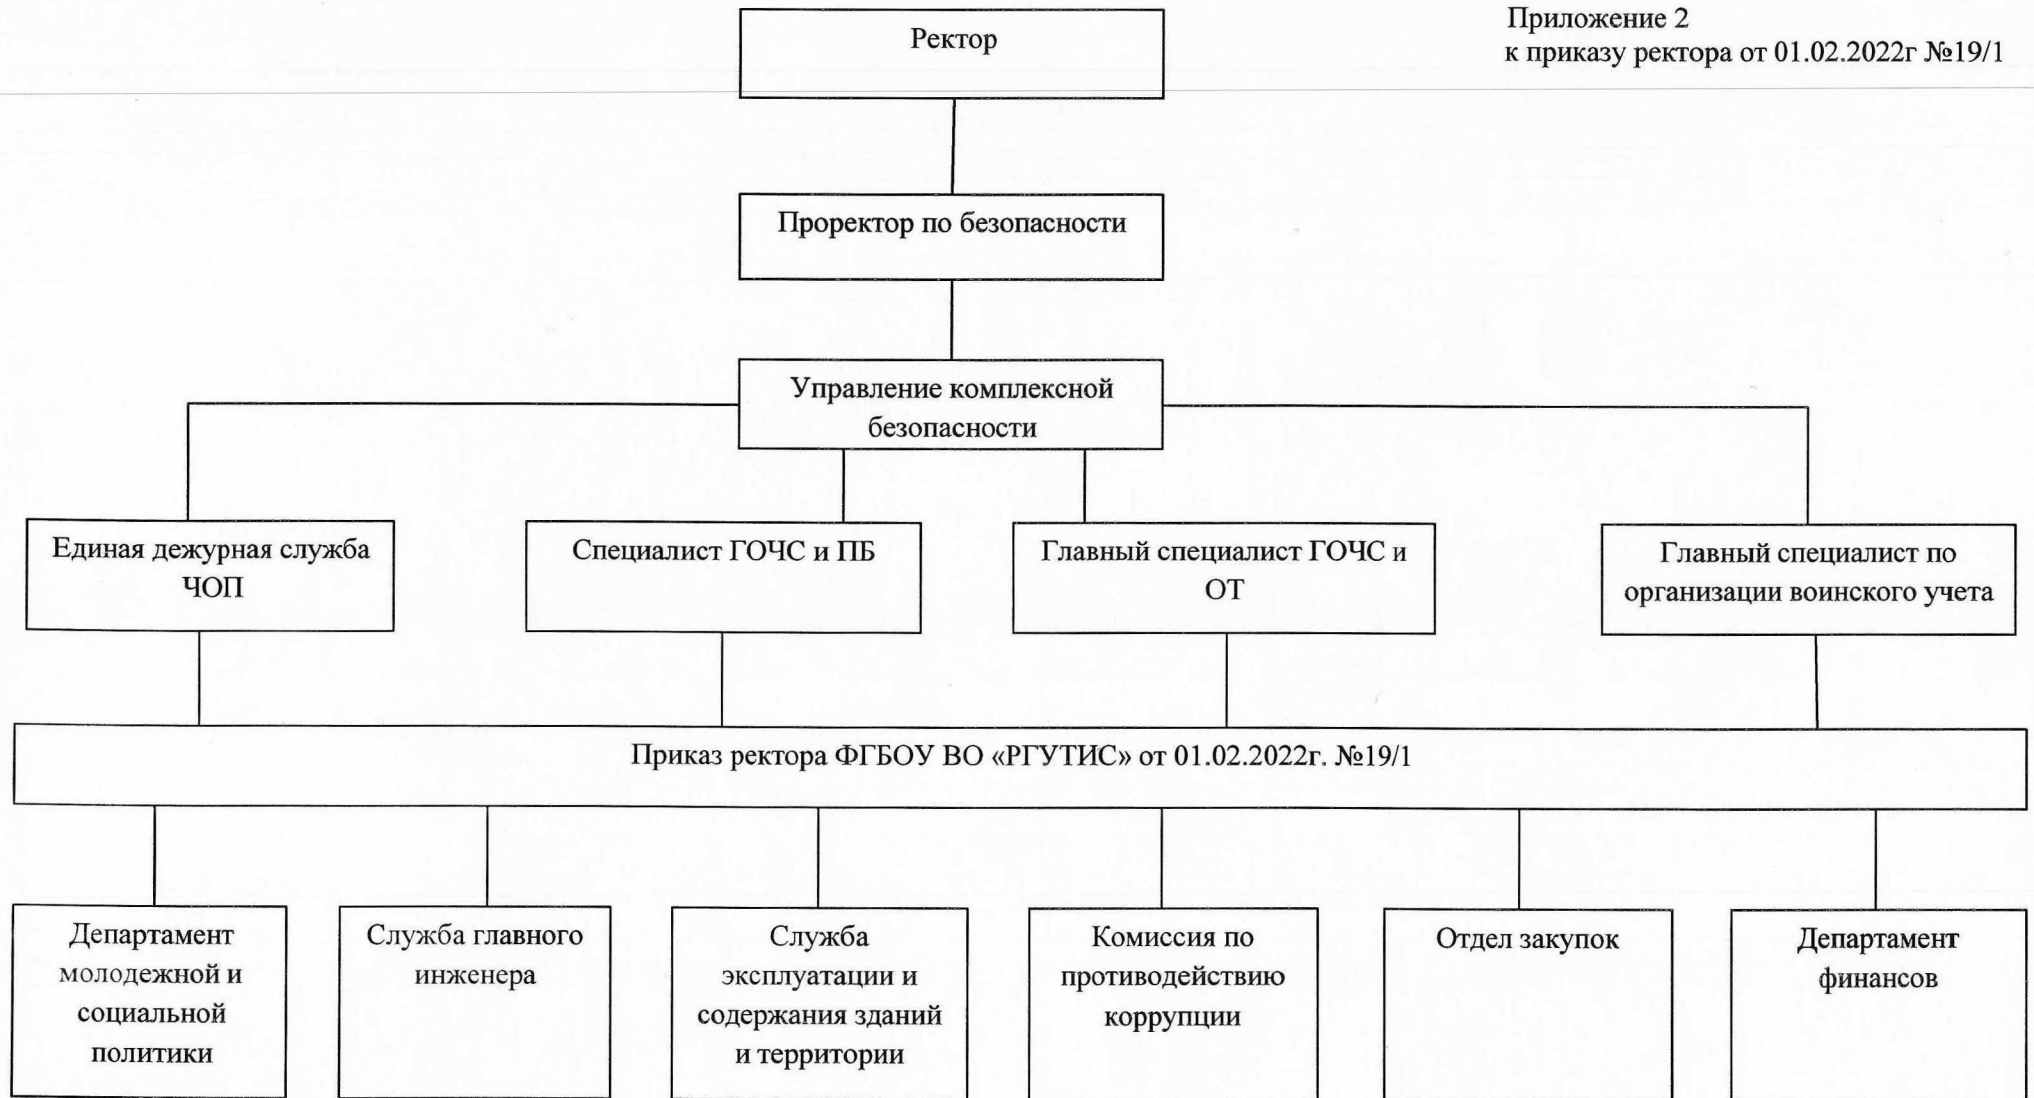 Приложение 2
к приказу ректора от 01.02.2022г №19/1
Ректор
Проректор по безопасности
Управление комплексной
безопасности
Единая дежурная служба
ЧОП
Специалист ГОЧС и ПБ
Главный специалист ГОЧС и
ОТ
Главный специалист по
организации воинского учета
Приказ ректора ФГБОУ ВО «РГУТИС» от 01.02.2022г. №19/1
Департамент
молодежной и
социальной
политики
Служба главного
инженера
Служба
эксплуатации и
содержания зданий
и территории
Комиссия по
противодействию
коррупции
Отдел закупок
Департамент
финансов